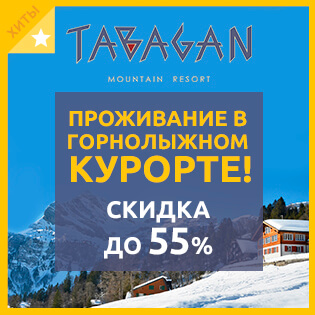 ХИТЫ
TABAGAN
MOUNTAIN RESORT
ПРОЖИВАНИЕ В
ГОРНОЛЫЖНОМ
КУРОРТЕ!
СКИДКА
ДО 55%